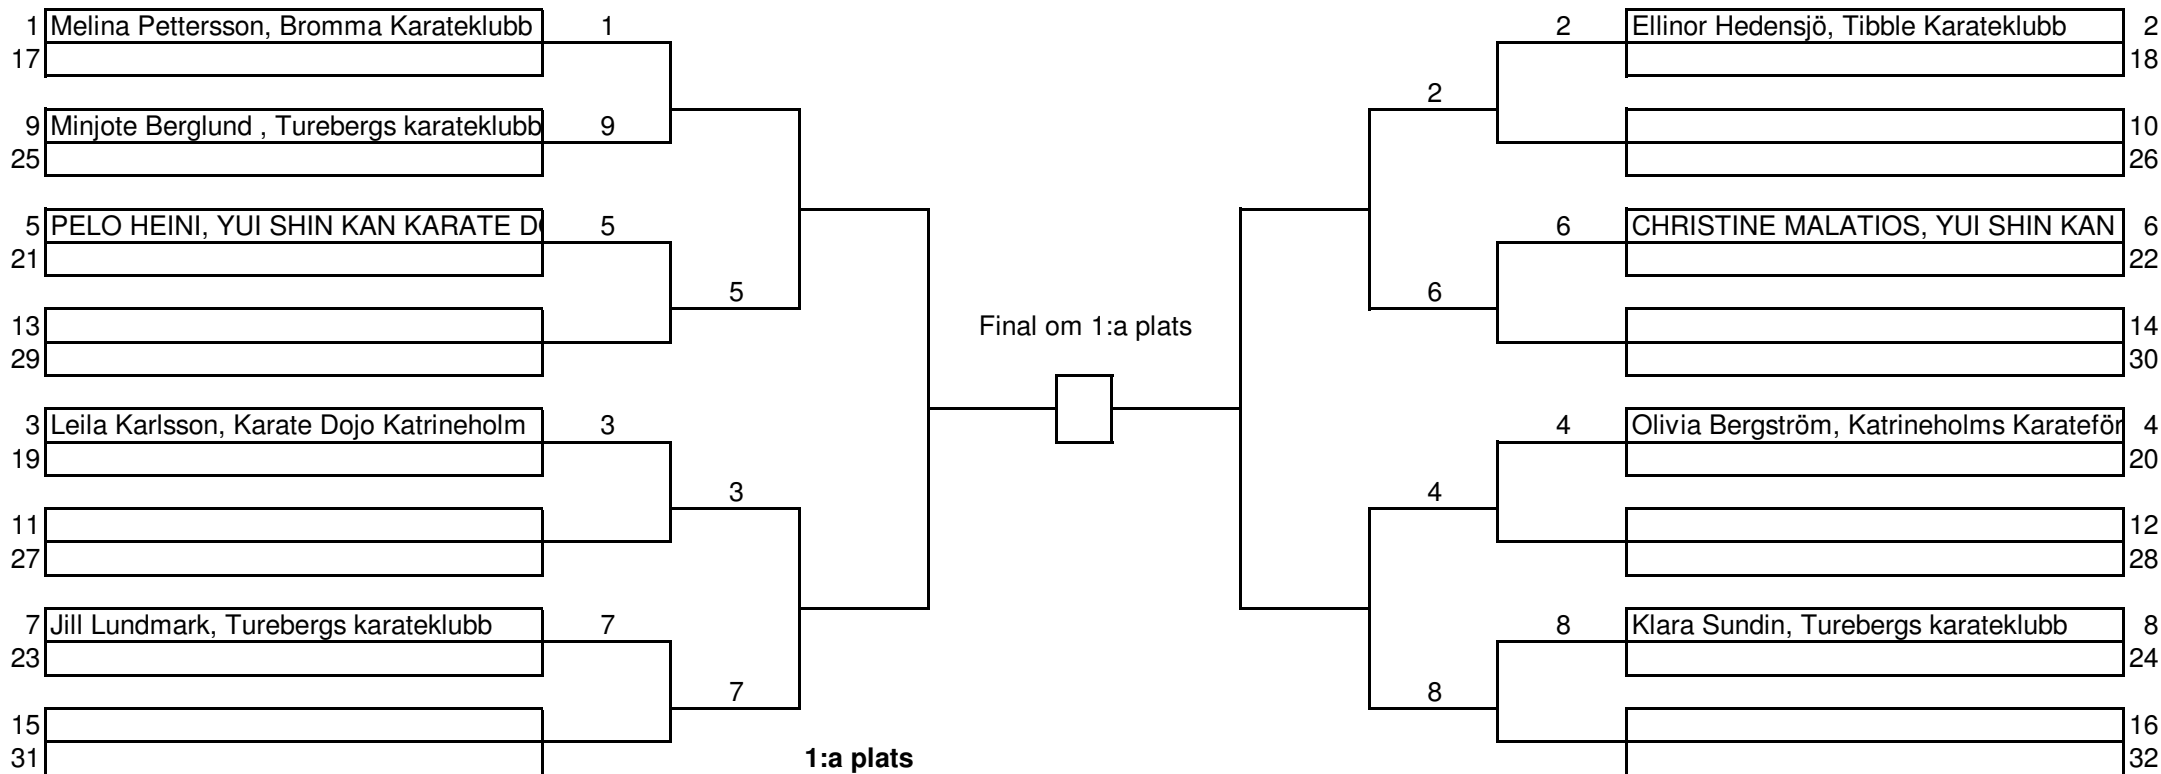 1 Melina Pettersson, Bromma Karateklubb 1 2 Ellinor Hedensjö, Tibble Karateklubb 2
17 18
2
9 Minjote Berglund , Turebergs karateklubb 9 10
25 26
5 PELO HEINI, YUI SHIN KAN KARATE DO 5 6 CHRISTINE MALATIOS, YUI SHIN KAN 6
21 22
5 6
13 Final om 1:a plats 14
29 30
3 Leila Karlsson, Karate Dojo Katrineholm 3 4 Olivia Bergström, Katrineholms Karateför 4
19 20
3 4
11 12
27 28
7 Jill Lundmark, Turebergs karateklubb 7 8 Klara Sundin, Turebergs karateklubb 8
23 24
7 8
15 16
31 1:a plats 32